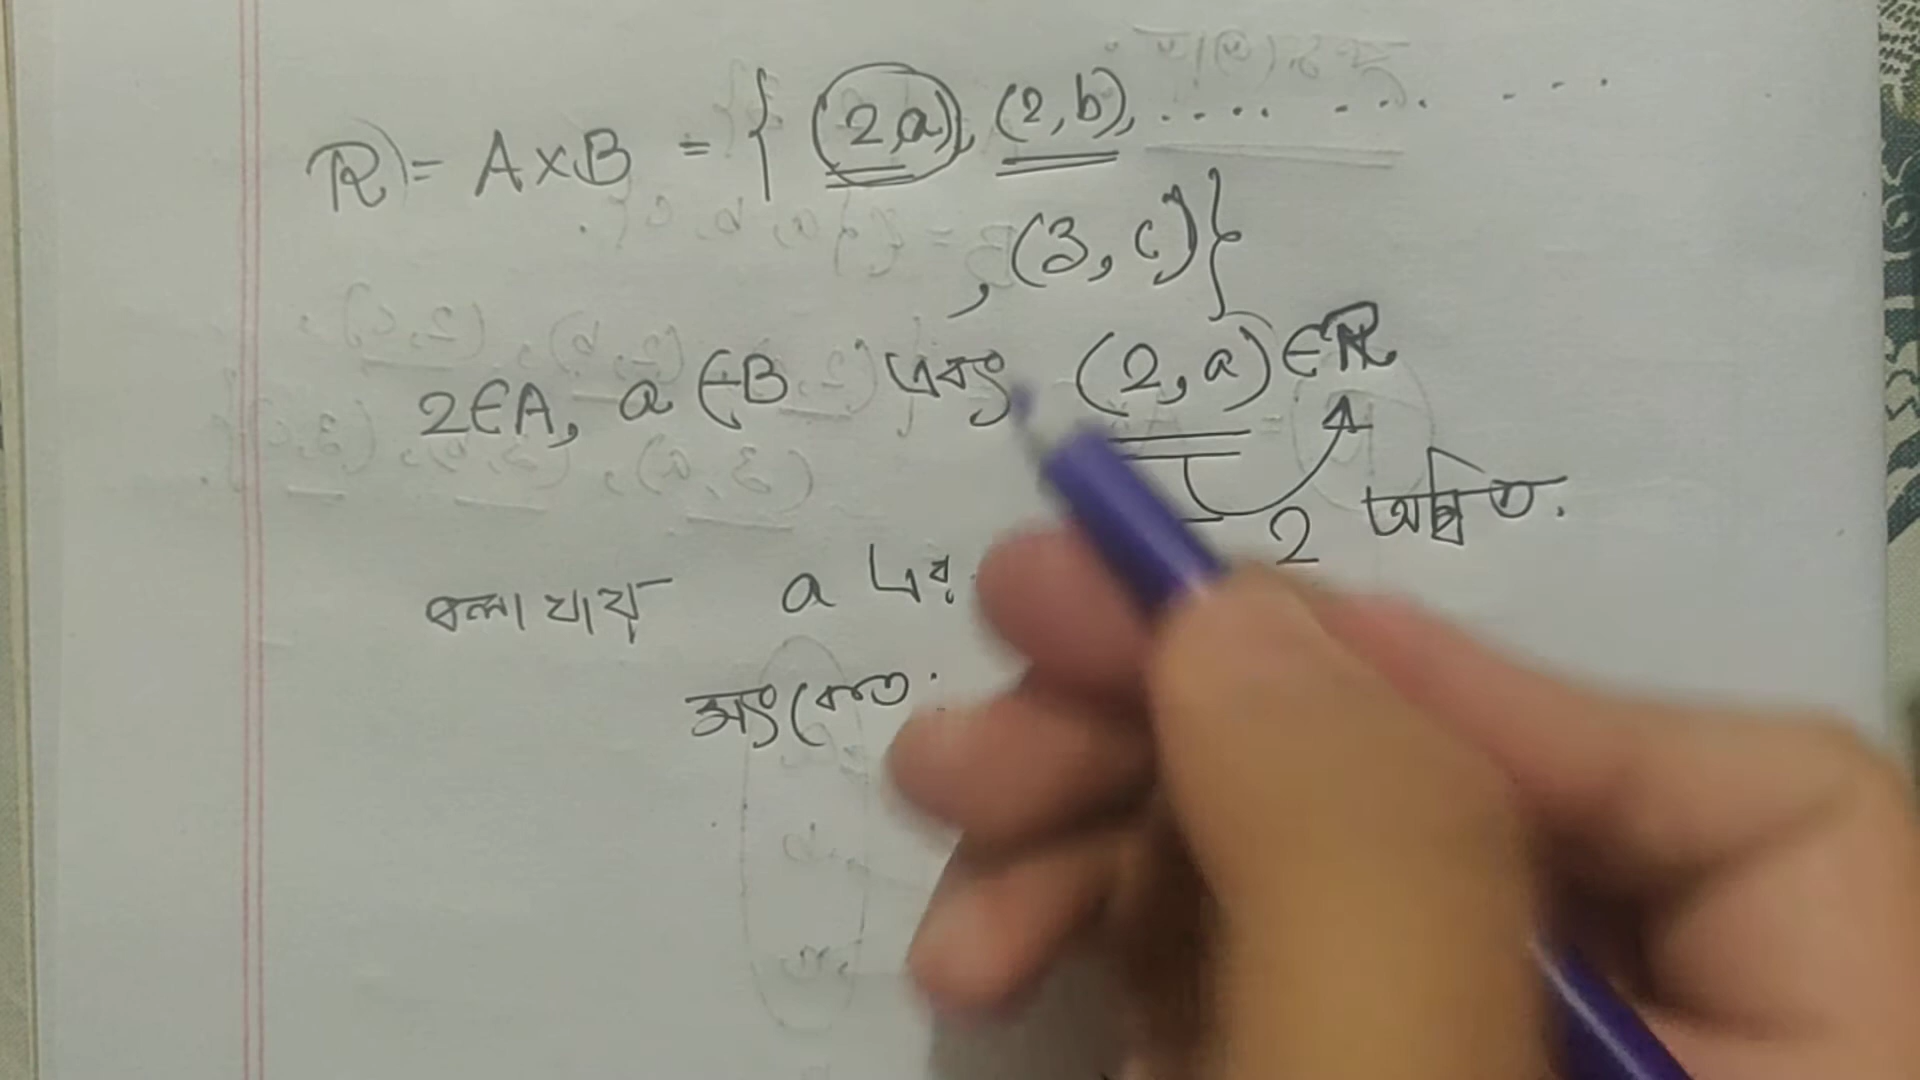 R = A×B = { (2,a), (2,b), .... .... ...
, (3, c) }
2∈A, a∈B এবং (2, a) ∈ R
বলা যায় a এর 2 অন্বিত.
সংকেত: